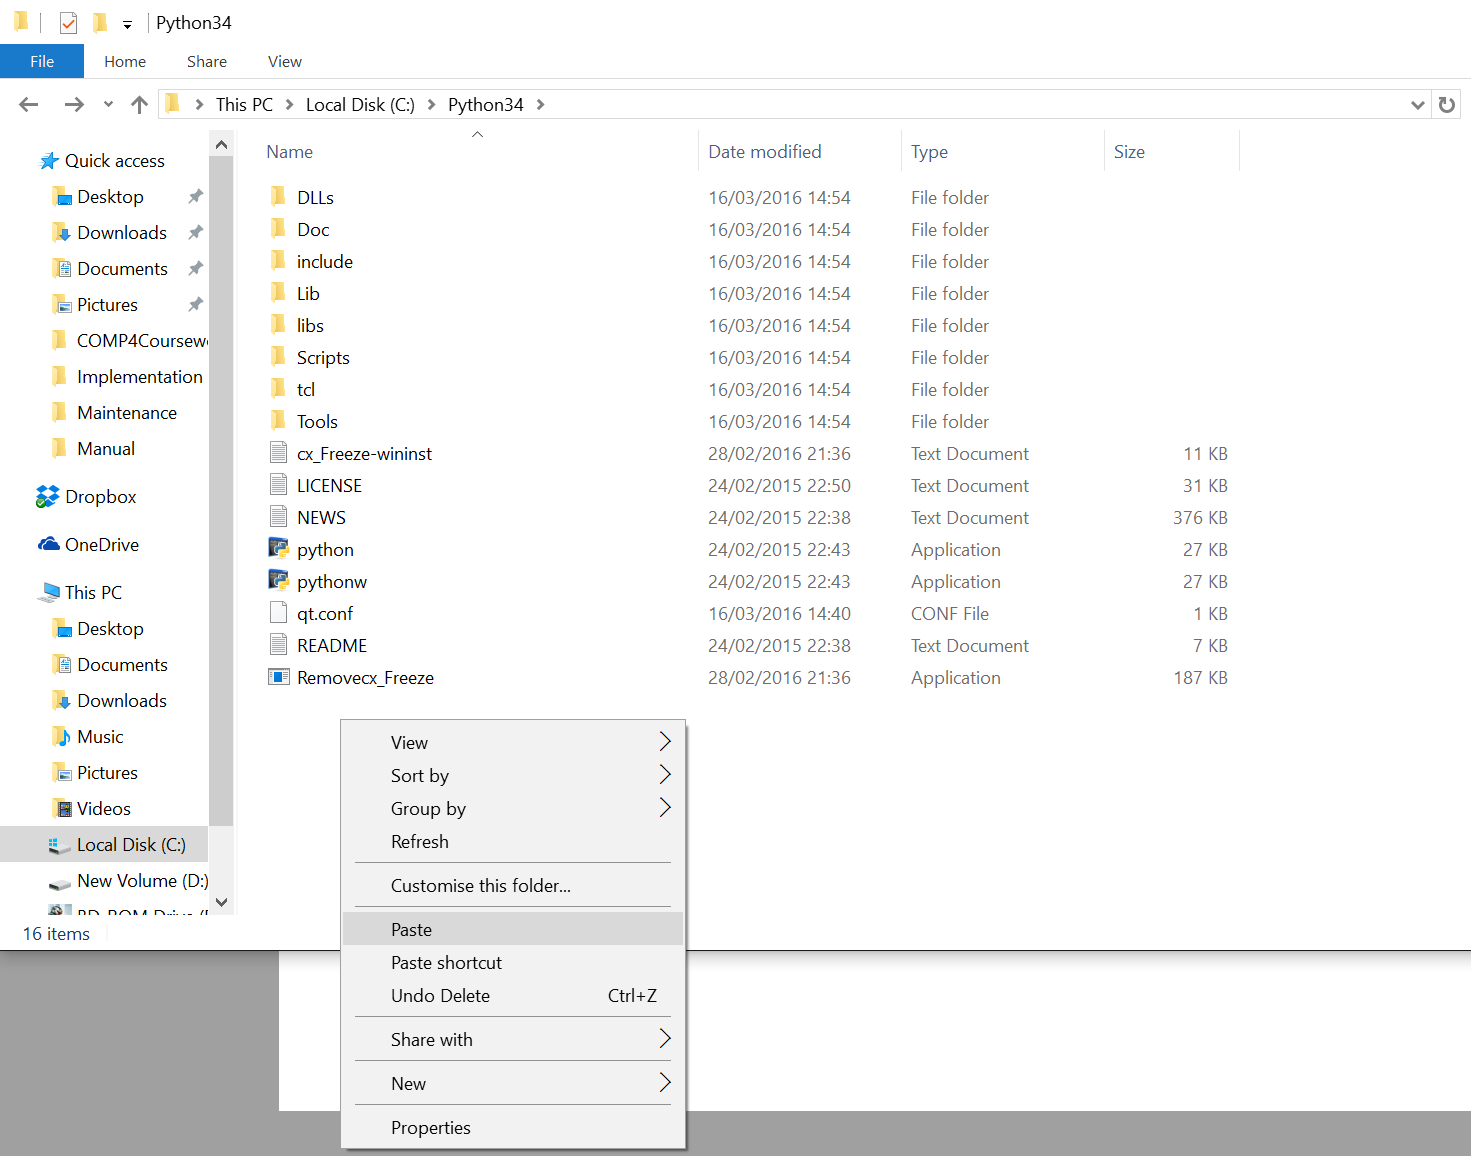 Python34
File Home Share View
This PC Local Disk (C:) Python34
Name Date modified Type Size
Quick access
Desktop
Downloads
Documents
Pictures
COMP4Coursew
Implementation
Maintenance
Manual
Dropbox
OneDrive
This PC
Desktop
Documents
Downloads
Music
Pictures
Videos
Local Disk (C:)
New Volume (D:)
DLLs 16/03/2016 14:54 File folder
Doc 16/03/2016 14:54 File folder
include 16/03/2016 14:54 File folder
Lib 16/03/2016 14:54 File folder
libs 16/03/2016 14:54 File folder
Scripts 16/03/2016 14:54 File folder
tcl 16/03/2016 14:54 File folder
Tools 16/03/2016 14:54 File folder
cx_Freeze-wininst 28/02/2016 21:36 Text Document 11 KB
LICENSE 24/02/2015 22:50 Text Document 31 KB
NEWS 24/02/2015 22:38 Text Document 376 KB
python 24/02/2015 22:43 Application 27 KB
pythonw 24/02/2015 22:43 Application 27 KB
qt.conf 16/03/2016 14:40 CONF File 1 KB
README 24/02/2015 22:38 Text Document 7 KB
Removecx_Freeze 28/02/2016 21:36 Application 187 KB
View
Sort by
Group by
Refresh
Customise this folder...
Paste
Paste shortcut
Undo Delete Ctrl+Z
Share with
New
Properties
16 items